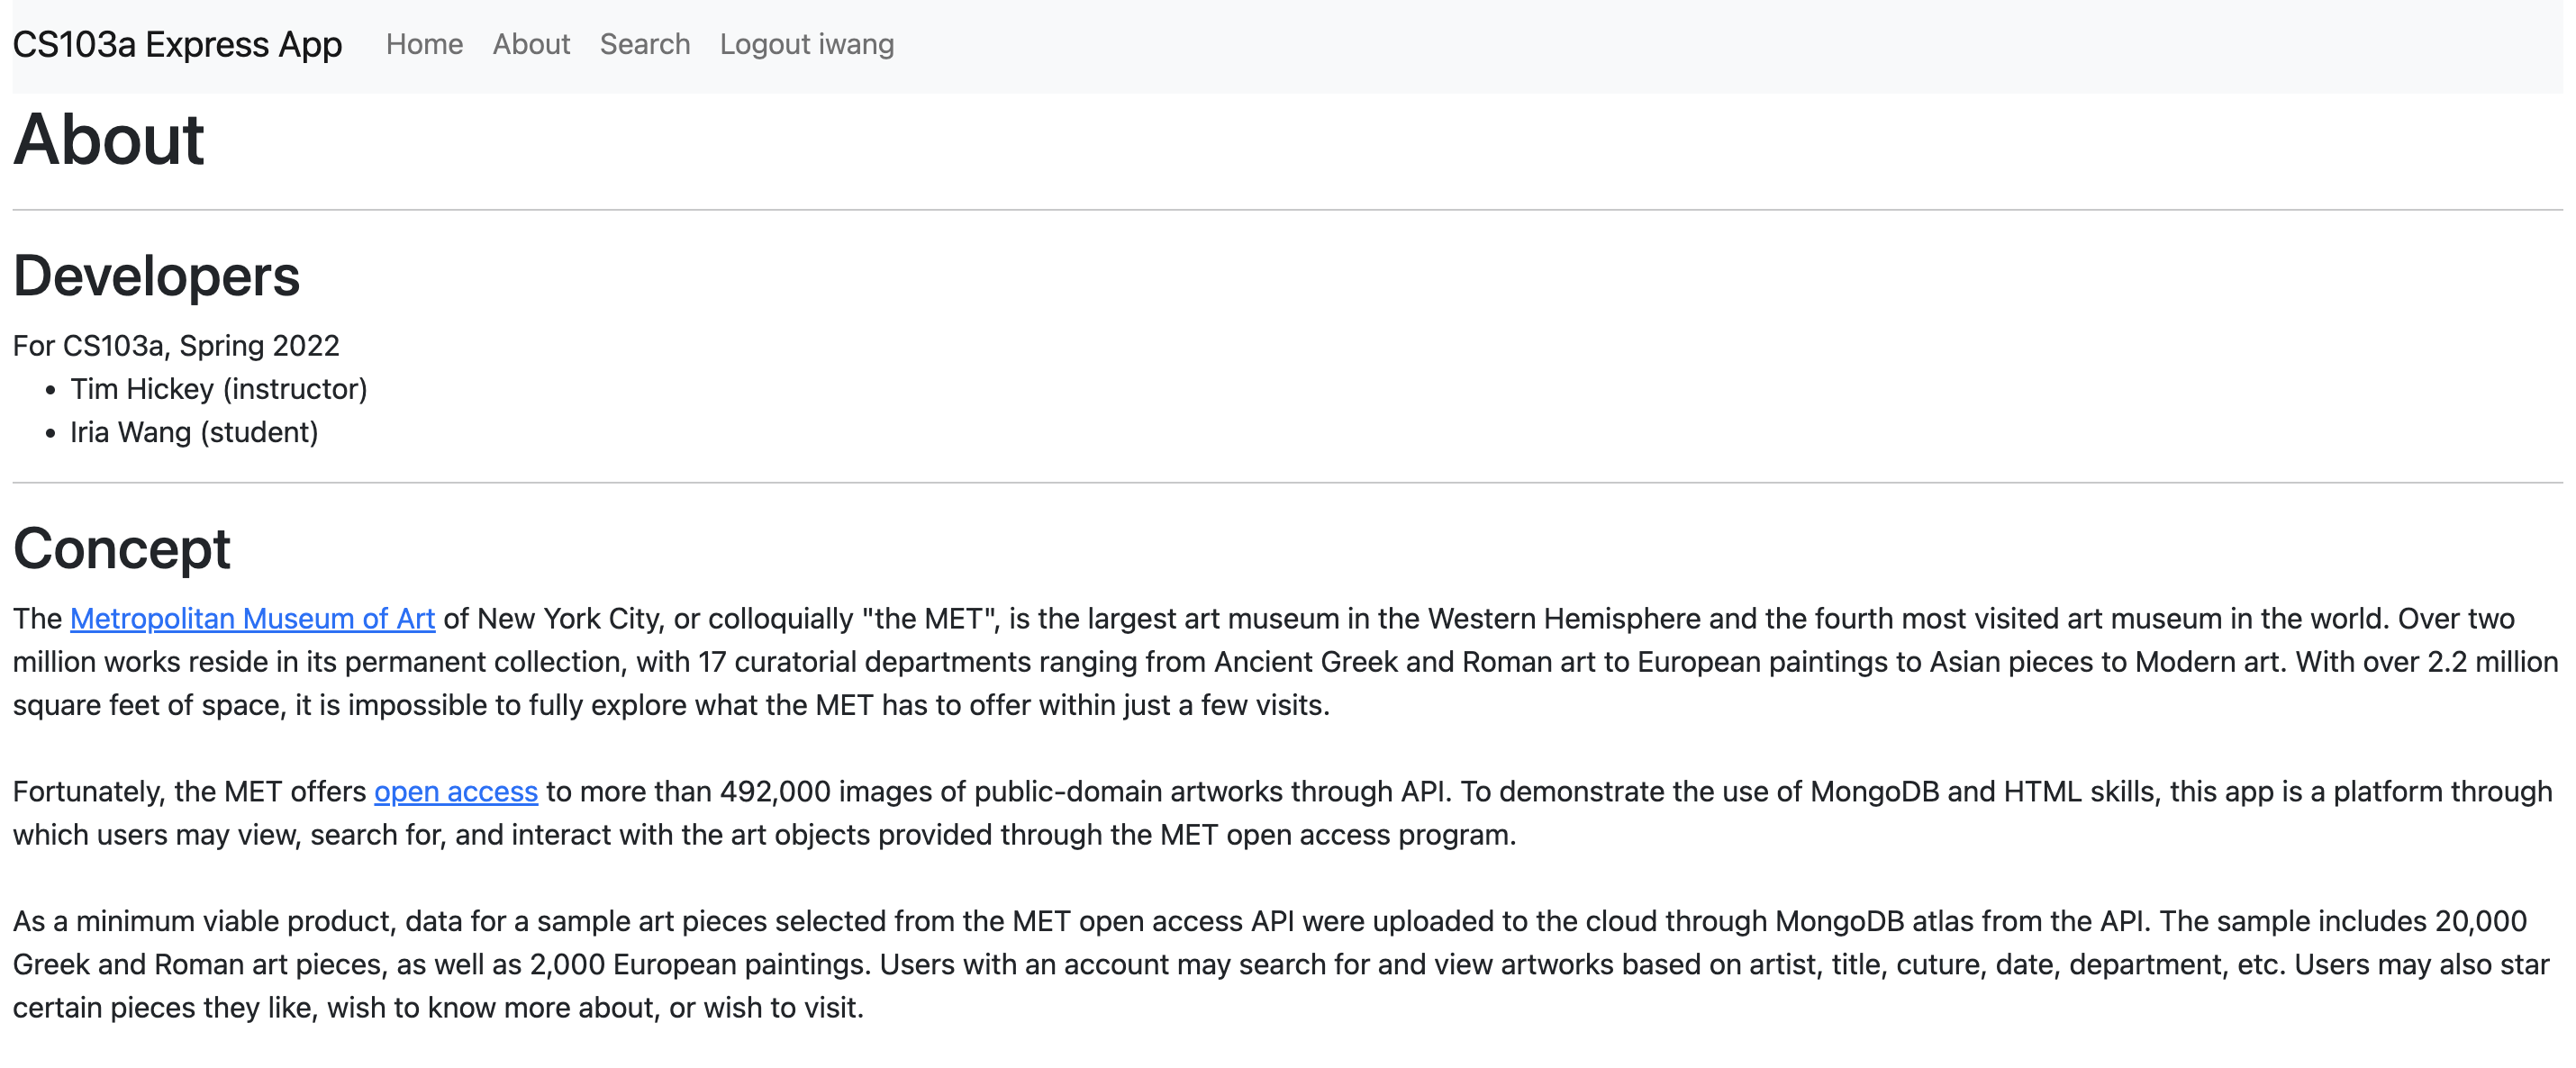 CS103a Express App Home About Search Logout iwang
About
Developers
For CS103a, Spring 2022
• Tim Hickey (instructor)
• Iria Wang (student)
Concept
The Metropolitan Museum of Art of New York City, or colloquially "the MET", is the largest art museum in the Western Hemisphere and the fourth most visited art museum in the world. Over two
million works reside in its permanent collection, with 17 curatorial departments ranging from Ancient Greek and Roman art to European paintings to Asian pieces to Modern art. With over 2.2 million
square feet of space, it is impossible to fully explore what the MET has to offer within just a few visits.
Fortunately, the MET offers open access to more than 492,000 images of public-domain artworks through API. To demonstrate the use of MongoDB and HTML skills, this app is a platform through
which users may view, search for, and interact with the art objects provided through the MET open access program.
As a minimum viable product, data for a sample art pieces selected from the MET open access API were uploaded to the cloud through MongoDB atlas from the API. The sample includes 20,000
Greek and Roman art pieces, as well as 2,000 European paintings. Users with an account may search for and view artworks based on artist, title, cuture, date, department, etc. Users may also star
certain pieces they like, wish to know more about, or wish to visit.